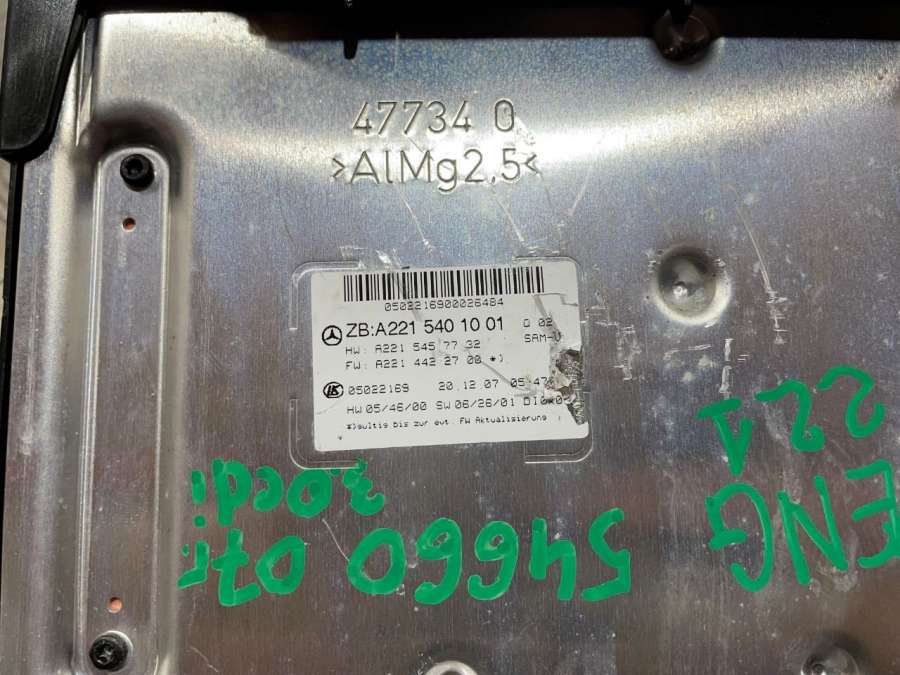 47734 0
>AlMg2,5<
0502216900026484
ZB:A221 540 10 01 Q 02
HW: A221 545 77 32 SAM-U
FW: A221 442 27 00 *)
05022169 20.12.07 05:47
HW 05/46/00 SW 06/26/01
*)gültig bis zur evt. FW Aktualisierung
ENG
221
54660 07г.
3.0cdi